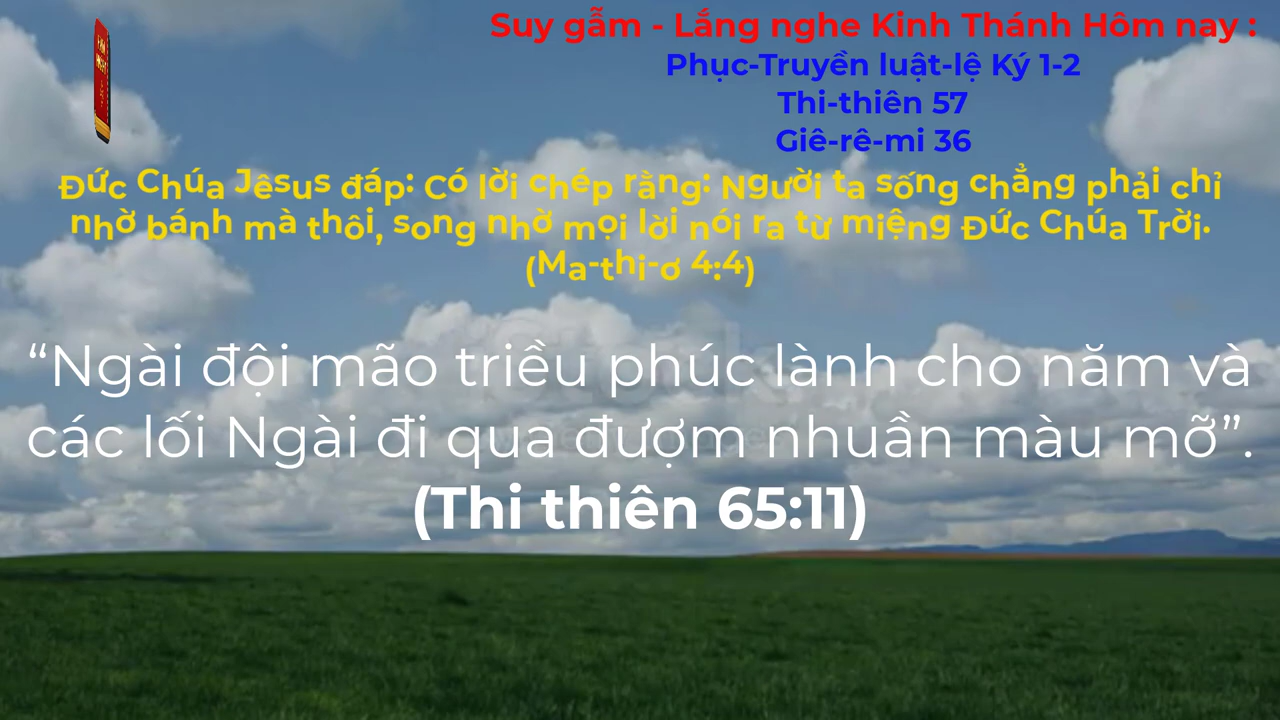 Suy gẫm - Lắng nghe Kinh Thánh Hôm nay :
Phục-Truyền luật-lệ Ký 1-2
Thi-thiên 57
Giê-rê-mi 36
Đức Chúa Jêsus đáp: Có lời chép rằng: Người ta sống chẳng phải chỉ
nhờ bánh mà thôi, song nhờ mọi lời nói ra từ miệng Đức Chúa Trời.
(Ma-thi-ơ 4:4)
“Ngài đội mão triều phúc lành cho năm và
các lối Ngài đi qua đượm nhuần màu mỡ”.
(Thi thiên 65:11)